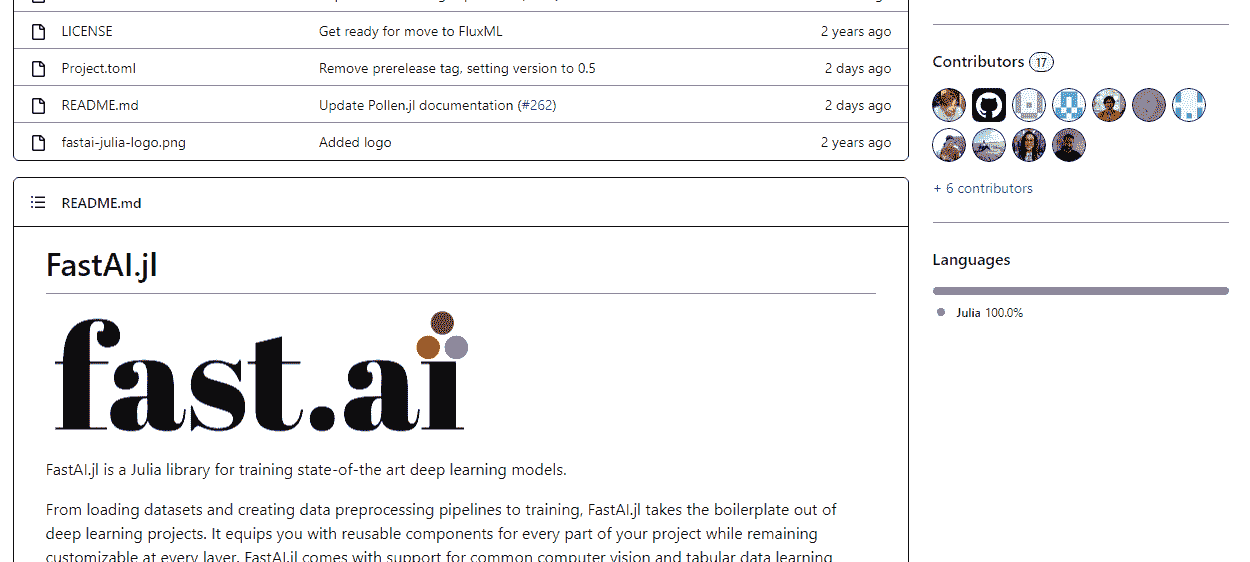 LICENSE Get ready for move to FluxML 2 years ago
Project.toml Remove prerelease tag, setting version to 0.5 2 days ago
README.md Update Pollen.jl documentation (#262) 2 days ago
fastai-julia-logo.png Added logo 2 years ago
README.md
FastAI.jl
fast.ai
FastAI.jl is a Julia library for training state-of-the art deep learning models.
From loading datasets and creating data preprocessing pipelines to training, FastAI.jl takes the boilerplate out of
deep learning projects. It equips you with reusable components for every part of your project while remaining
customizable at every layer. FastAI.jl comes with support for common computer vision and tabular data learning
Contributors 17
+ 6 contributors
Languages
Julia 100.0%